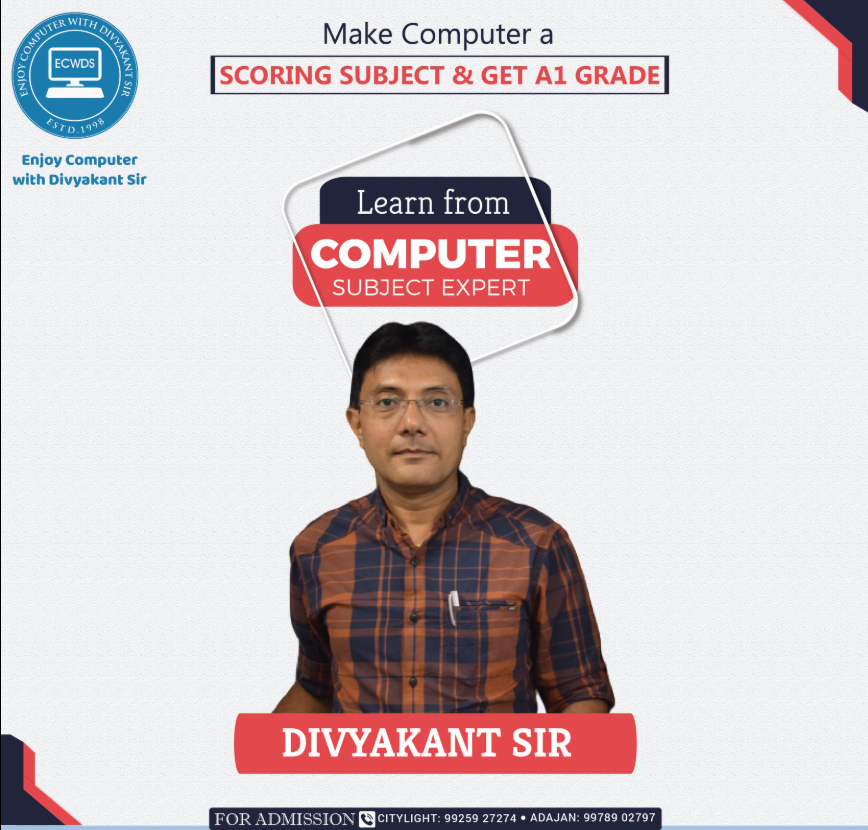 ENJOY COMPUTER WITH DIVYAKANT SIR
ECWDS
ESTD.1998
Enjoy Computer
with Divyakant Sir
Make Computer a
SCORING SUBJECT & GET A1 GRADE
Learn from
COMPUTER
SUBJECT EXPERT
DIVYAKANT SIR
FOR ADMISSION CITYLIGHT: 99259 27274 • ADAJAN: 99789 02797